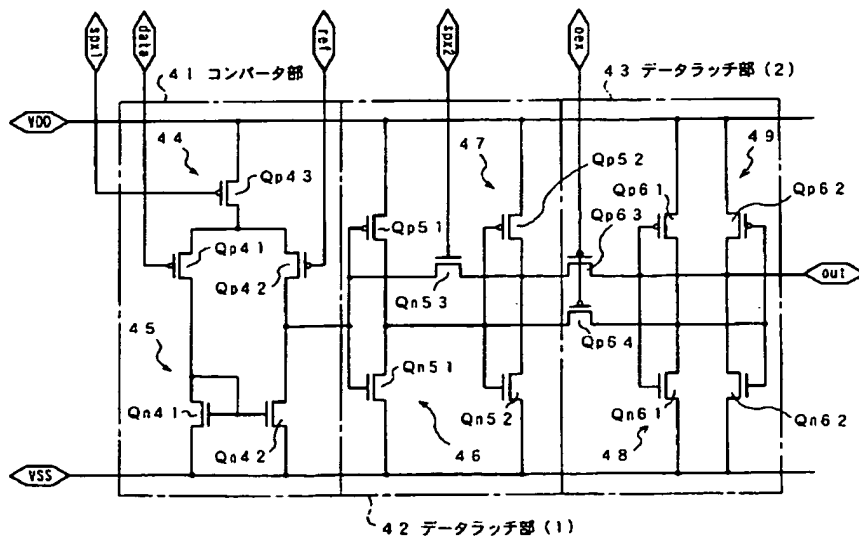 spx1
data
ref
spx2
oex
41 コンパータ部
43 データラッチ部(2)
VDD
44
47
49
Qp43
Qp52
Qp61
Qp62
Qp51
Qp63
Qp41
Qp42
out
Qn53
45
Qp64
Qn51
Qn41
Qn52
Qn61
Qn62
Qn42
46
48
VSS
42 データラッチ部(1)